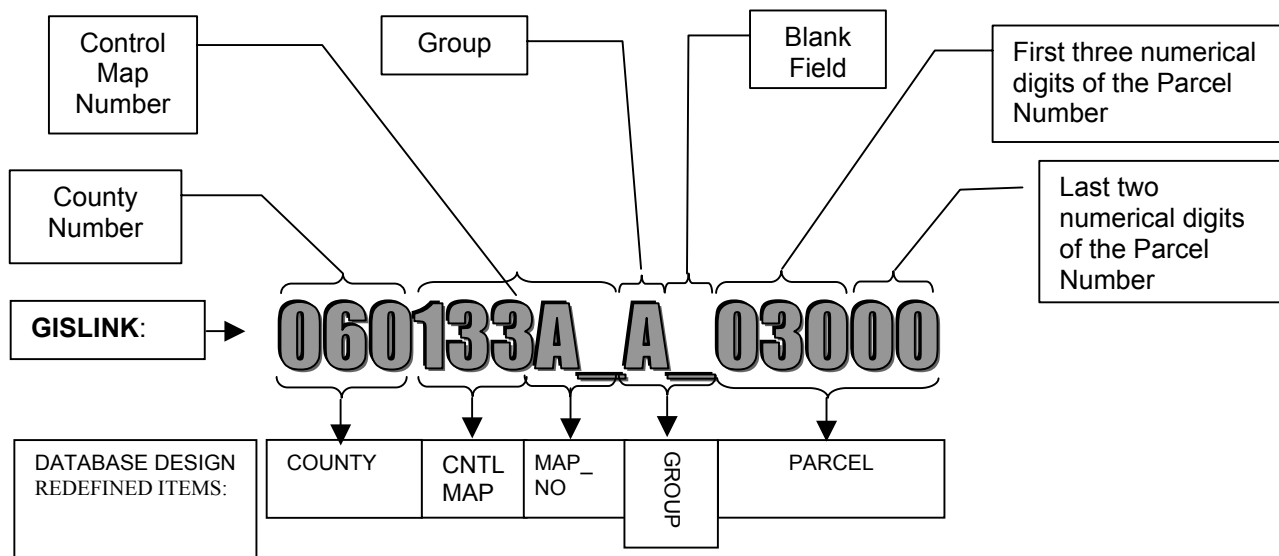 Control
Map
Number
Group
Blank
Field
First three numerical
digits of the Parcel
Number
County
Number
Last two
numerical digits
of the Parcel
Number
GISLINK:
060133A_A_03000
DATABASE DESIGN
REDEFINED ITEMS:
COUNTY
CNTL
MAP
MAP_
NO
GROUP
PARCEL